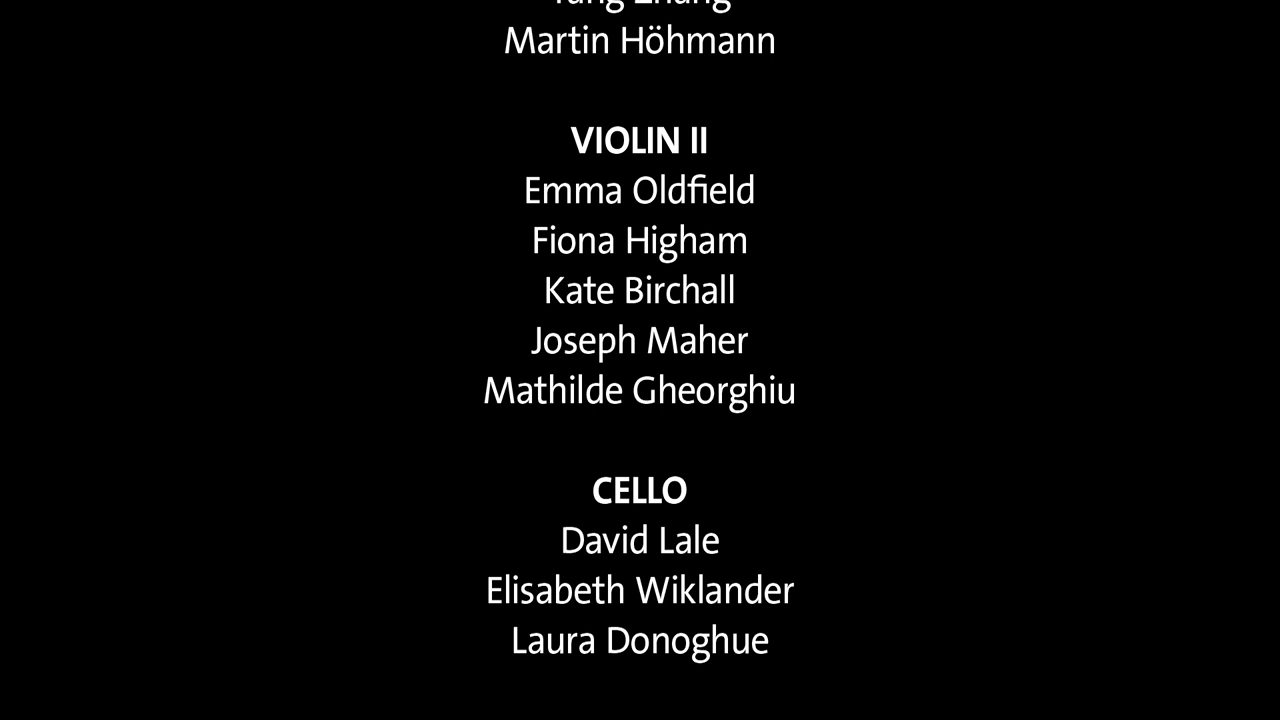 Martin Höhmann
VIOLIN II
Emma Oldfield
Fiona Higham
Kate Birchall
Joseph Maher
Mathilde Gheorghiu
CELLO
David Lale
Elisabeth Wiklander
Laura Donoghue